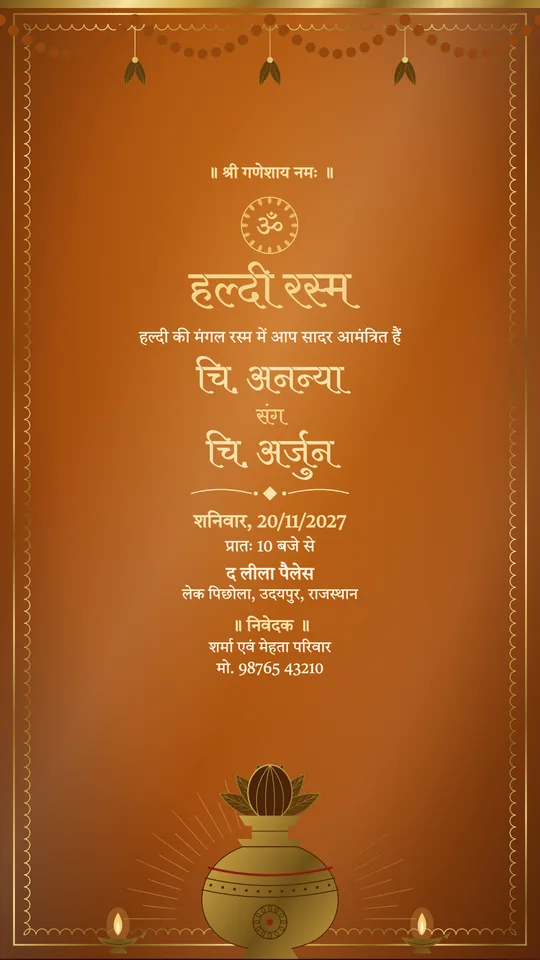 ॥ श्री गणेशाय नमः ॥
ॐ
हल्दी रस्म
हल्दी की मंगल रस्म में आप सादर आमंत्रित हैं
चि. अनन्या
संग
चि. अर्जुन
शनिवार, 20/11/2027
प्रातः 10 बजे से
द लीला पैलेस
लेक पिछोला, उदयपुर, राजस्थान
॥ निवेदक ॥
शर्मा एवं मेहता परिवार
मो. 98765 43210